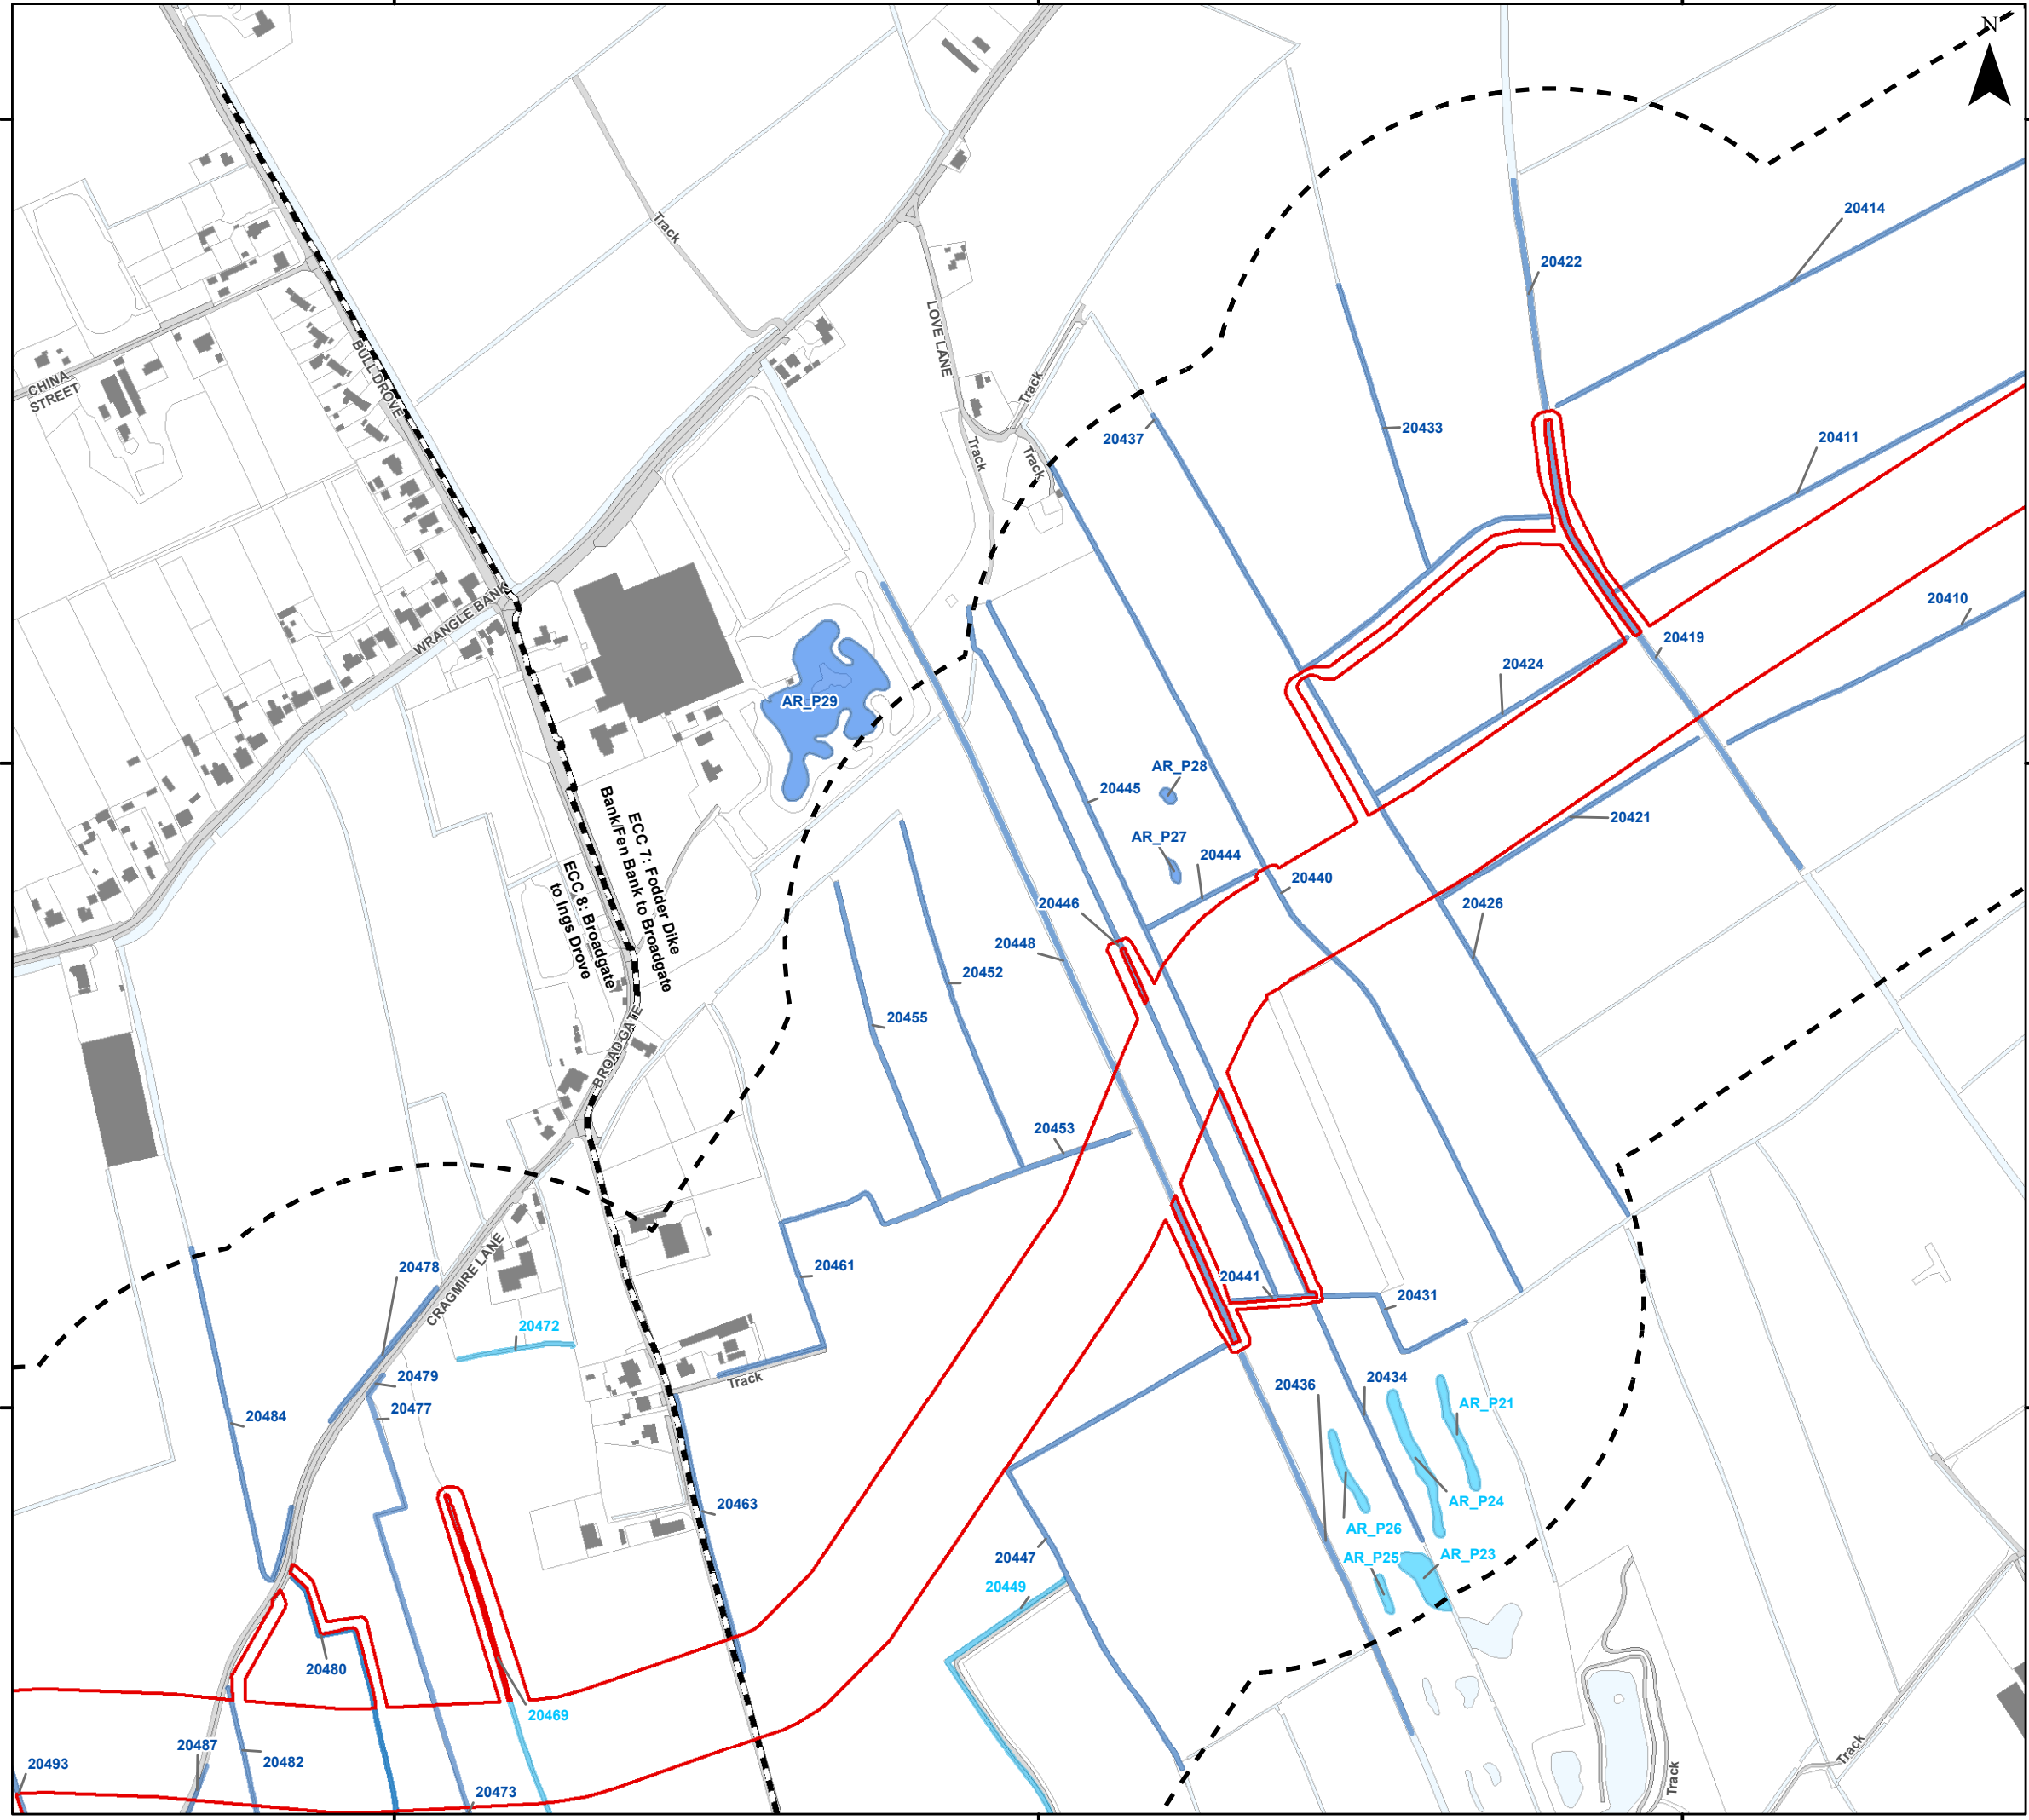 N
20414
Track
20422
LOVE LANE
BULL DROVE
CHINA
STREET
Track
20437
20433
20411
Track
Track
WRANGLE BANK
20410
20419
20424
AR_P29
AR_P28
20445
20421
AR_P27
20444
20440
ECC 7: Fodder Dike
Bank/Fen Bank to Broadgate
ECC 8: Broadgate
to Ings Drove
20446
20426
20448
20452
20455
BROADGATE
20453
20461
20478
CRAGMIRE LANE
20441
20431
20472
20479
Track
20436
20434
20477
AR_P21
20484
20463
AR_P24
AR_P26
20447
AR_P25
AR_P23
20449
20480
20469
20487
20482
20493
20473
Track
Track